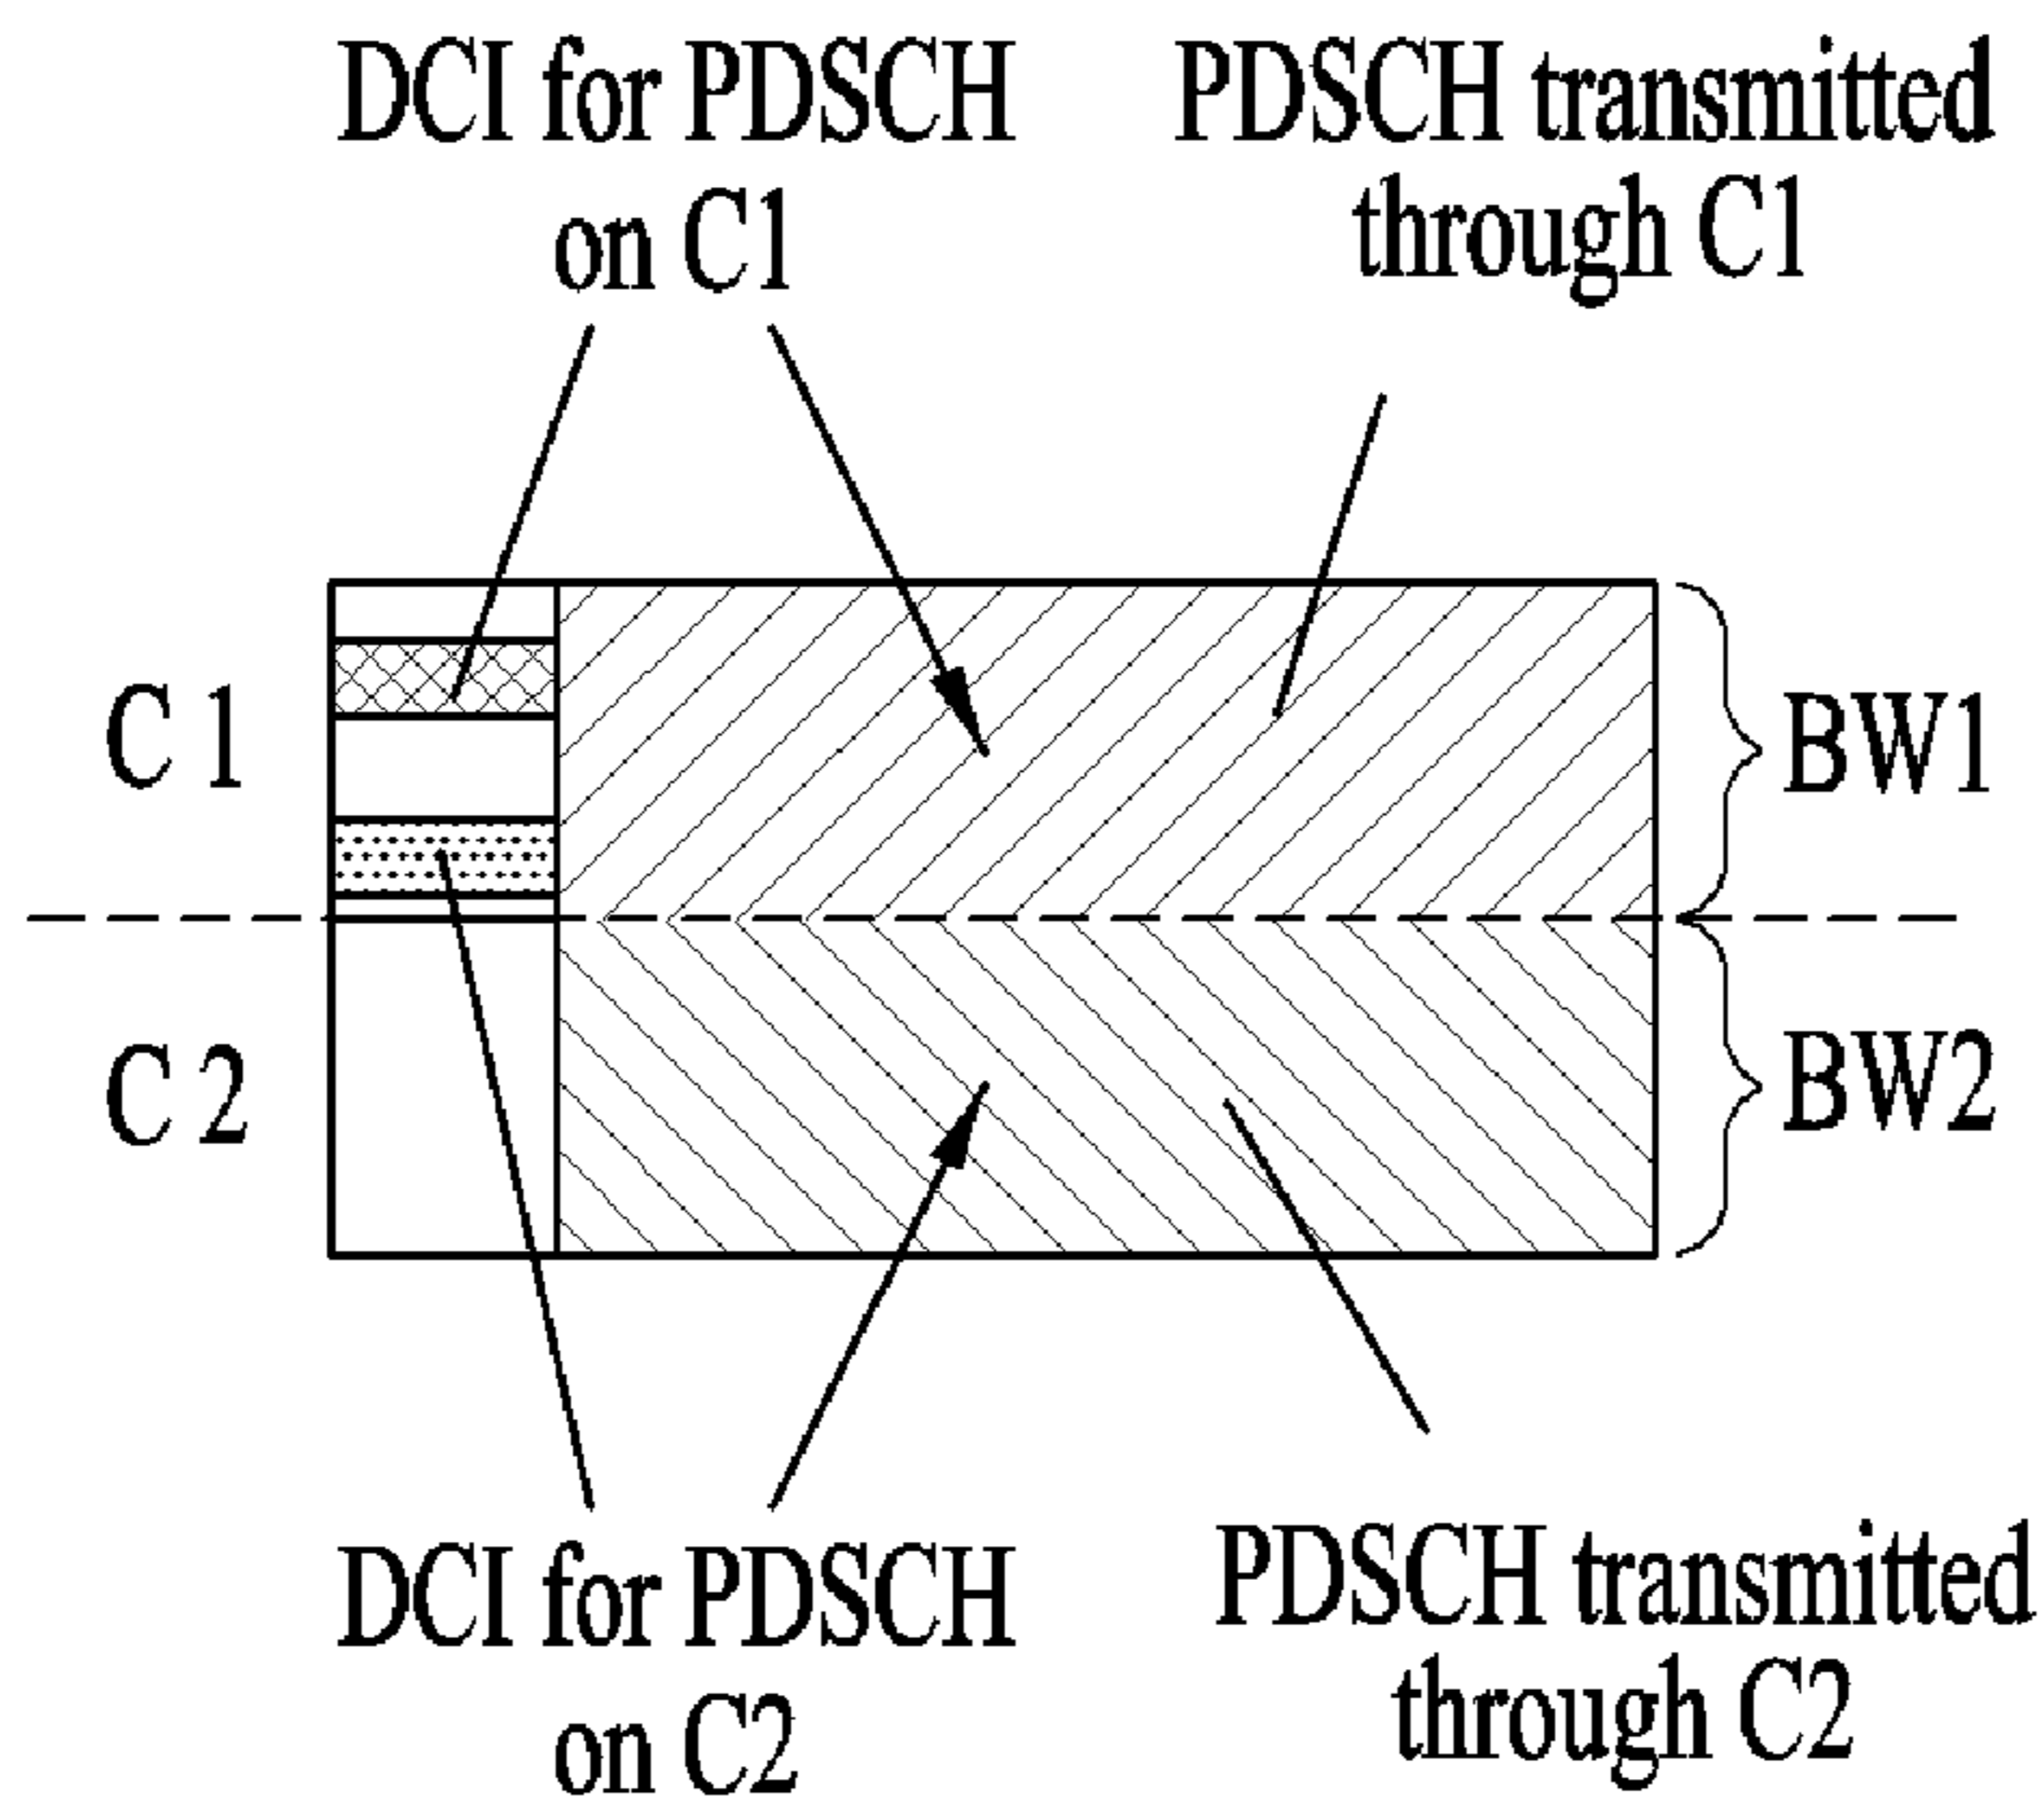 DCI for PDSCH
on C1
PDSCH transmitted
through C1
C 1
BW1
C 2
BW2
DCI for PDSCH
on C2
PDSCH transmitted
through C2